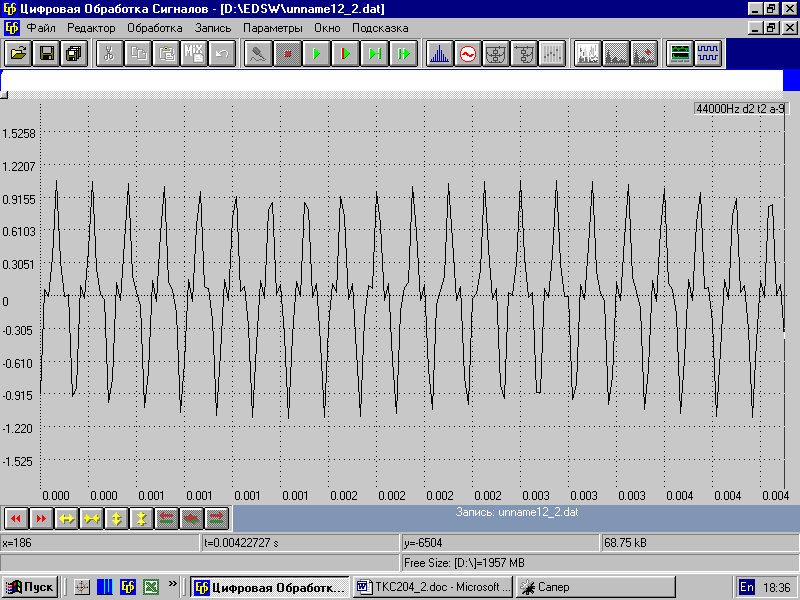 Цифровая Обработка Сигналов - [D:\EDSW\unname12_2.dat]
Файл Редактор Обработка Запись Параметры Окно Подсказка
MiX
44000Hz d2 t2 a-9
1.5258
1.2207
0.9155
0.6103
0.3051
0
-0.305
-0.610
-0.915
-1.220
-1.525
0.000 0.000 0.001 0.001 0.001 0.001 0.002 0.002 0.002 0.002 0.003 0.003 0.003 0.004 0.004 0.004
Запись: unname12_2.dat
x=186 t=0.00422727 s y=-6504 68.75 kB
Free Size: [D:\]=1957 MB
Пуск » Цифровая Обработк... TKC204_2.doc - Microsoft ... Сапер En 18:36